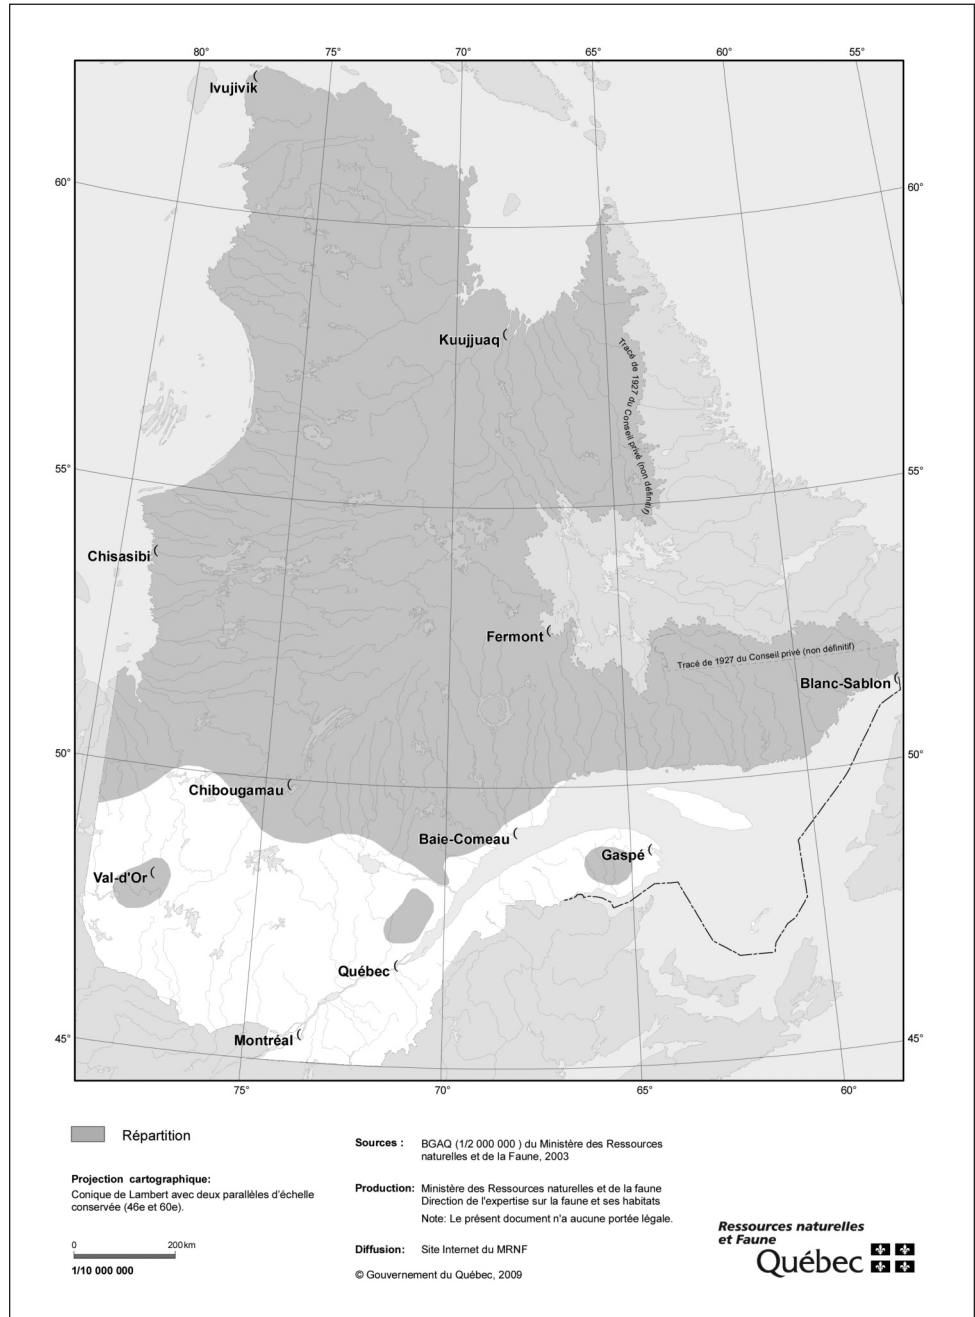 80°
75°
70°
65°
60°
55°
Ivujivik
60°
60°
Kuujjuaq
Tracé de 1927 du Conseil privé (non définitif)
55°
55°
Chisasibi
Fermont
Tracé de 1927 du Conseil privé (non définitif)
Blanc-Sablon
50°
50°
Chibougamau
Baie-Comeau
Gaspé
Val-d'Or
Québec
Montréal
45°
45°
75°
70°
65°
60°
Répartition
Projection cartographique:
Conique de Lambert avec deux parallèles d'échelle
conservée (46e et 60e).
0 200 km
1/10 000 000
Sources : BGAQ (1/2 000 000 ) du Ministère des Ressources
naturelles et de la Faune, 2003
Production: Ministère des Ressources naturelles et de la faune
Direction de l'expertise sur la faune et ses habitats
Note: Le présent document n'a aucune portée légale.
Diffusion: Site Internet du MRNF
© Gouvernement du Québec, 2009
Ressources naturelles
et Faune
Québec